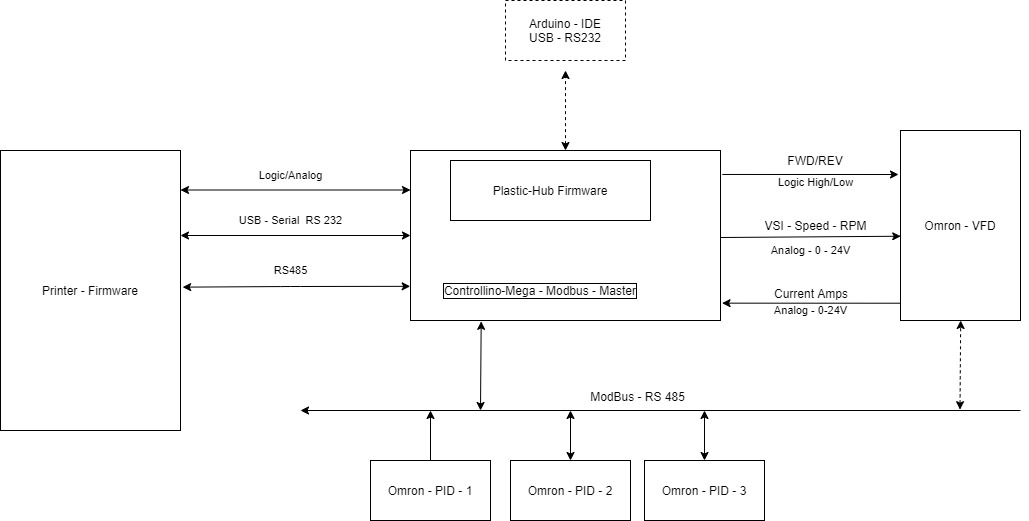 Arduino - IDE
USB - RS232
Logic/Analog
USB - Serial RS 232
RS485
Printer - Firmware
Plastic-Hub Firmware
Controllino-Mega - Modbus - Master
FWD/REV
Logic High/Low
VSI - Speed - RPM
Analog - 0 - 24V
Current Amps
Analog - 0-24V
Omron - VFD
ModBus - RS 485
Omron - PID - 1
Omron - PID - 2
Omron - PID - 3